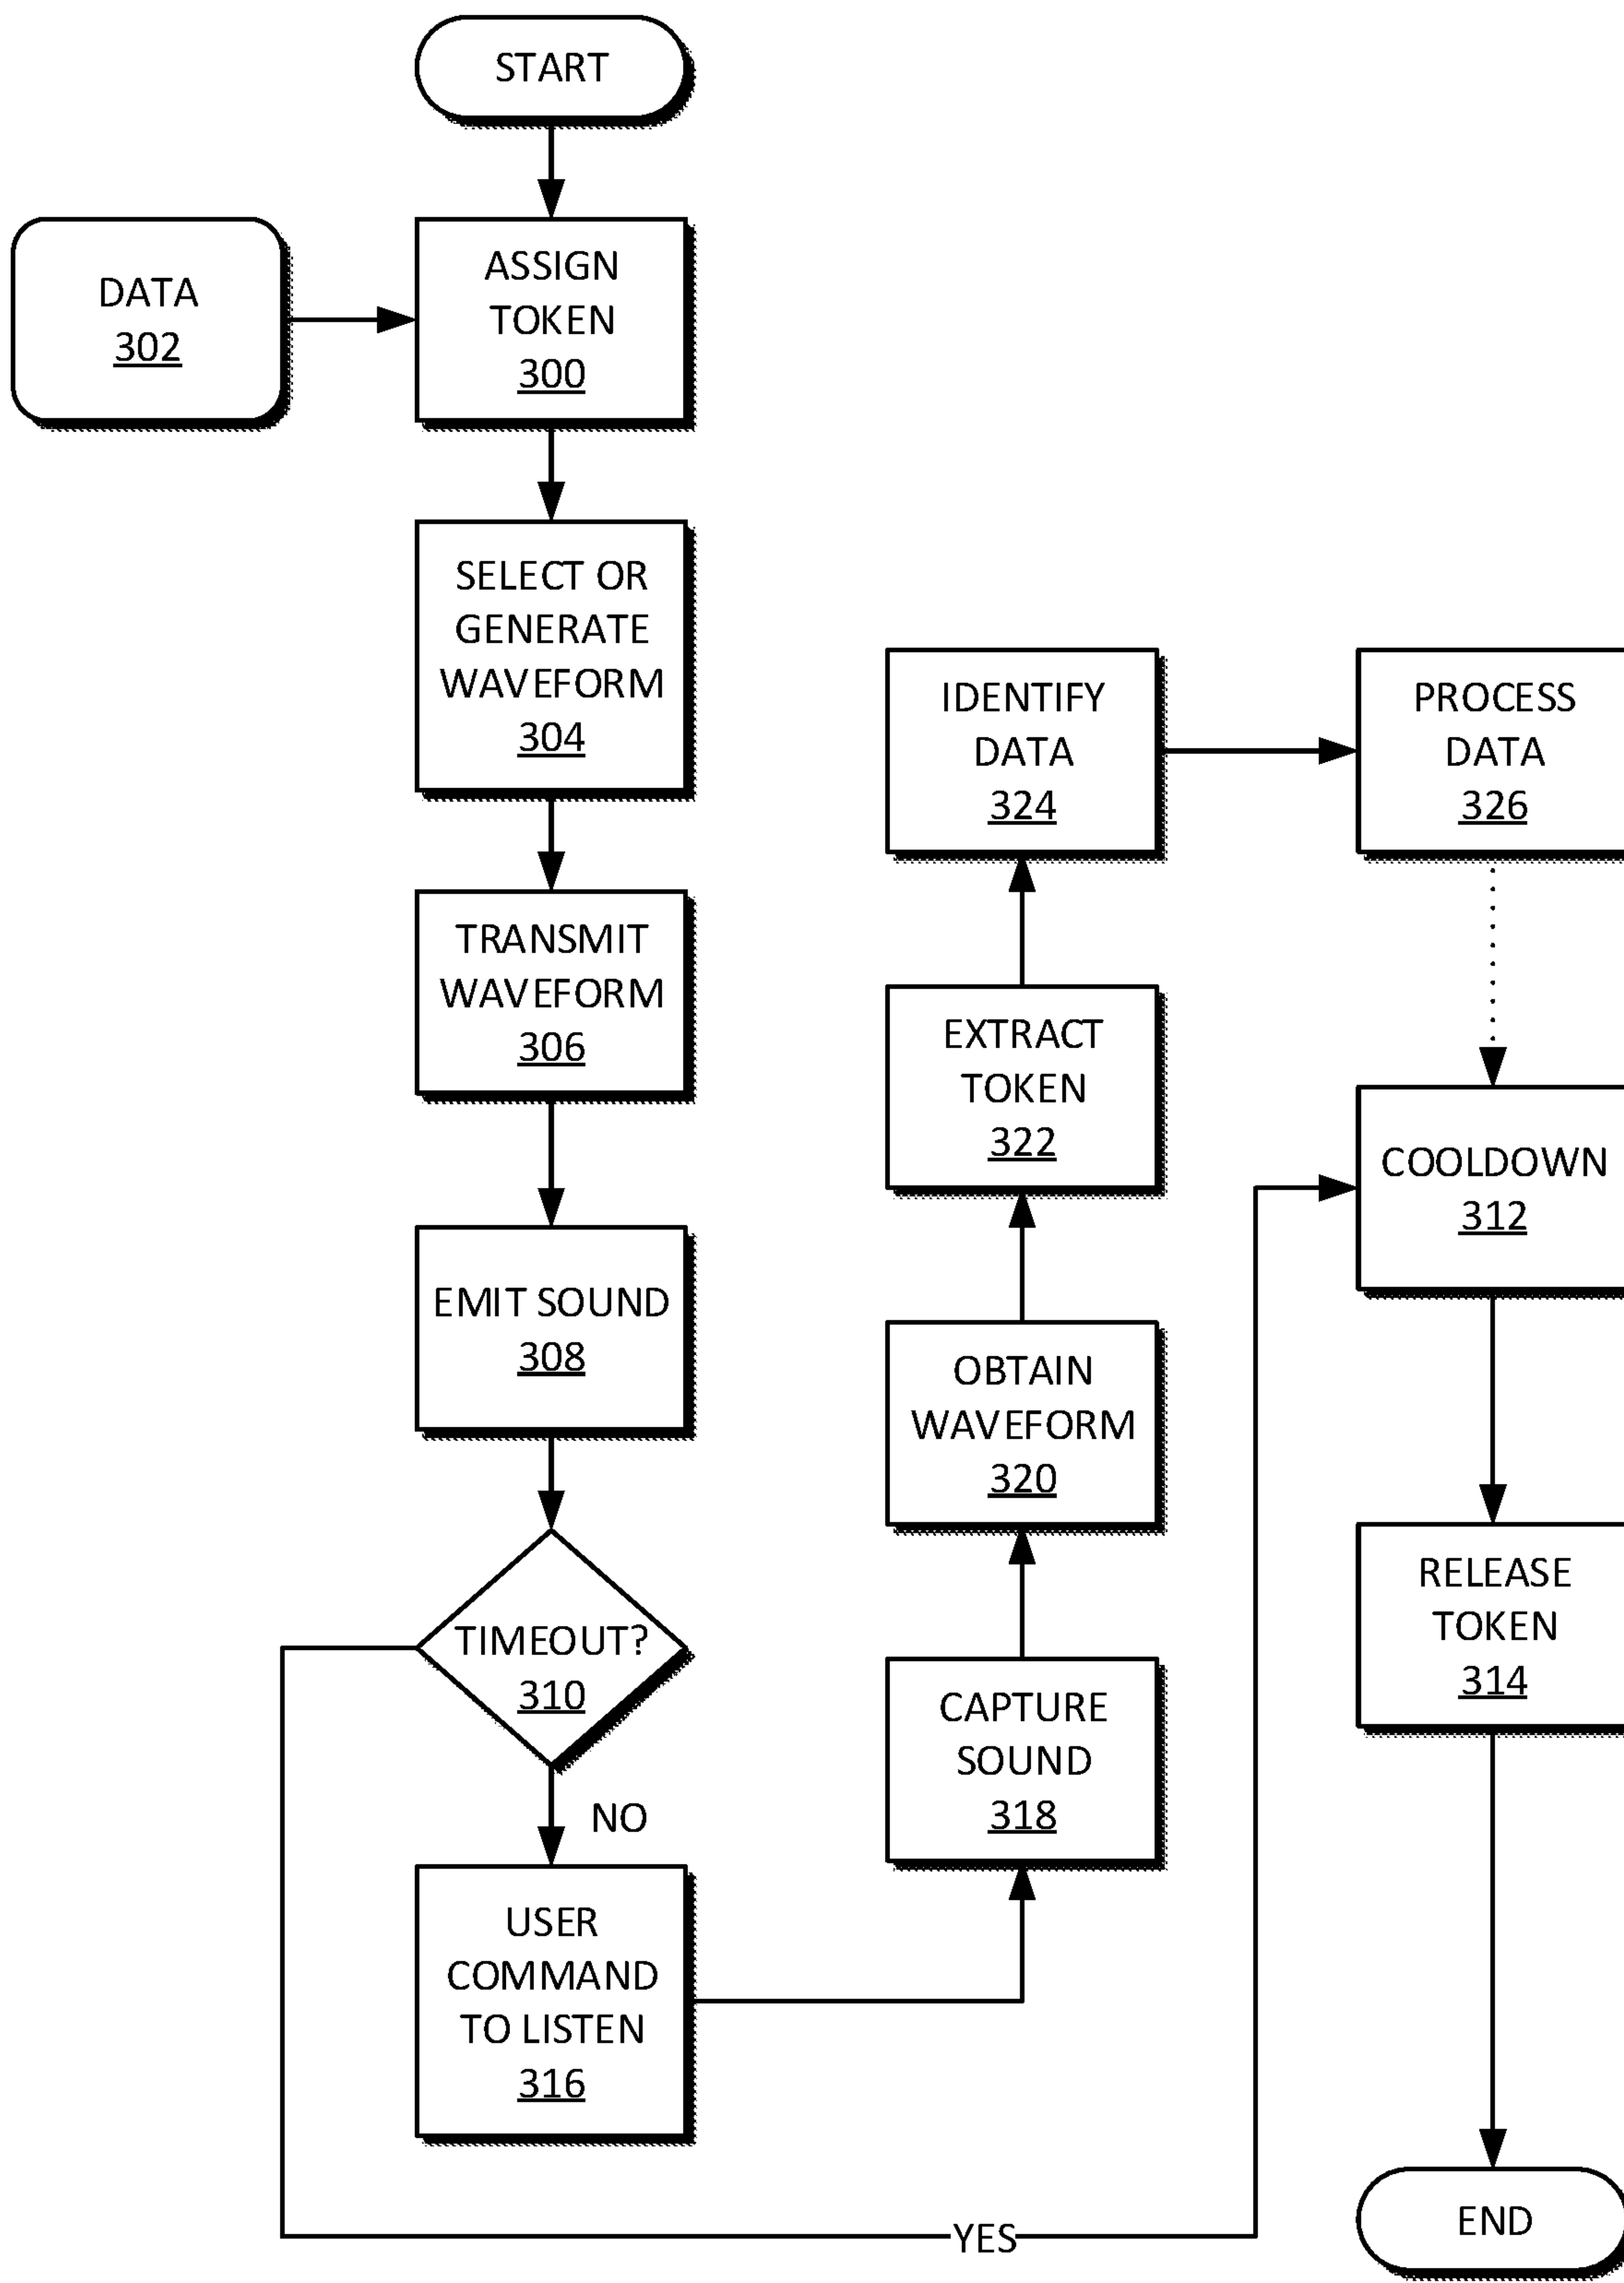 START
DATA
302
ASSIGN
TOKEN
300
SELECT OR
GENERATE
WAVEFORM
304
TRANSMIT
WAVEFORM
306
EMIT SOUND
308
TIMEOUT?
310
NO
USER
COMMAND
TO LISTEN
316
YES
CAPTURE
SOUND
318
OBTAIN
WAVEFORM
320
EXTRACT
TOKEN
322
IDENTIFY
DATA
324
PROCESS
DATA
326
COOLDOWN
312
RELEASE
TOKEN
314
END